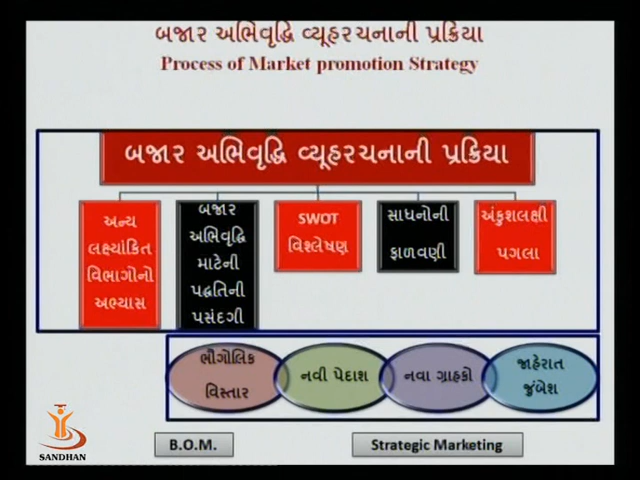 બજાર અભિવૃદ્ધિ વ્યૂહરચનાની પ્રક્રિયા
Process of Market promotion Strategy
બજાર અભિવૃદ્ધિ વ્યૂહરચનાની પ્રક્રિયા
અન્ય
લક્ષ્યાંકિત
વિભાગોનો
અભ્યાસ
બજાર
અભિવૃદ્ધિ
માટેની
પદ્ધતિની
પસંદગી
SWOT
વિશ્લેષણ
સાધનોની
ફાળવણી
અંકુશલક્ષી
પગલા
ભૌગોલિક
વિસ્તાર
નવી પેદાશ
નવા ગ્રાહકો
જાહેરાત
જુંબેશ
SANDHAN
B.O.M.
Strategic Marketing